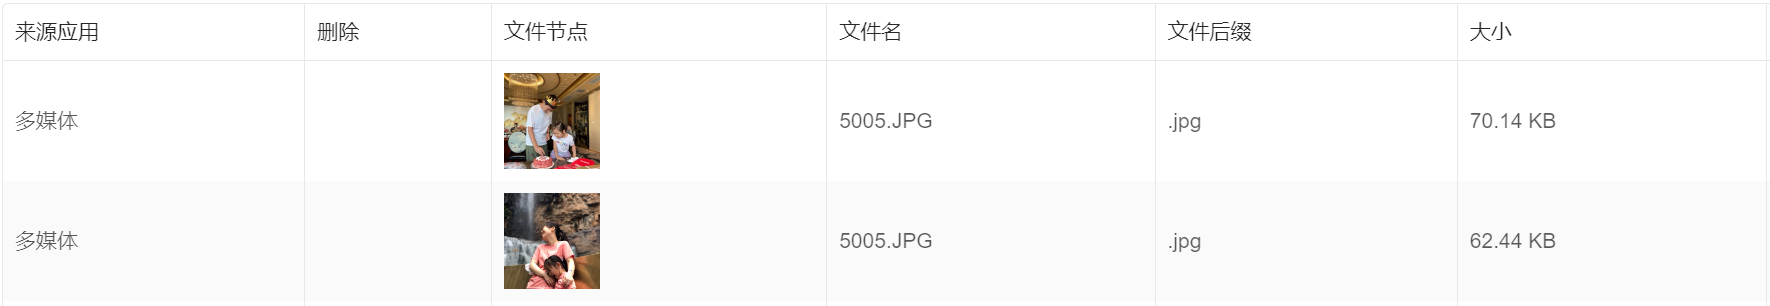 来源应用 删除 文件节点 文件名 文件后缀 大小
多媒体 5005.JPG .jpg 70.14 KB
多媒体 5005.JPG .jpg 62.44 KB